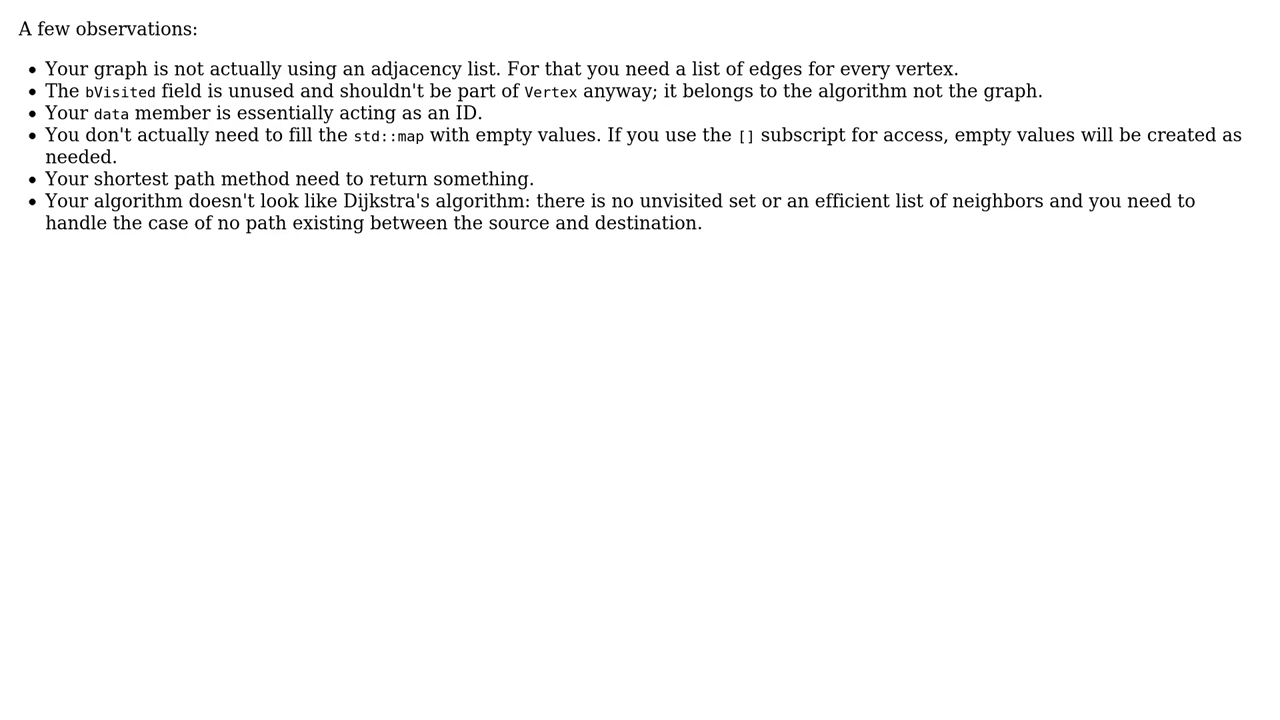 A few observations:
• Your graph is not actually using an adjacency list. For that you need a list of edges for every vertex.
• The bVisited field is unused and shouldn't be part of Vertex anyway; it belongs to the algorithm not the graph.
• Your data member is essentially acting as an ID.
• You don't actually need to fill the std::map with empty values. If you use the [] subscript for access, empty values will be created as
needed.
• Your shortest path method need to return something.
• Your algorithm doesn't look like Dijkstra's algorithm: there is no unvisited set or an efficient list of neighbors and you need to
handle the case of no path existing between the source and destination.